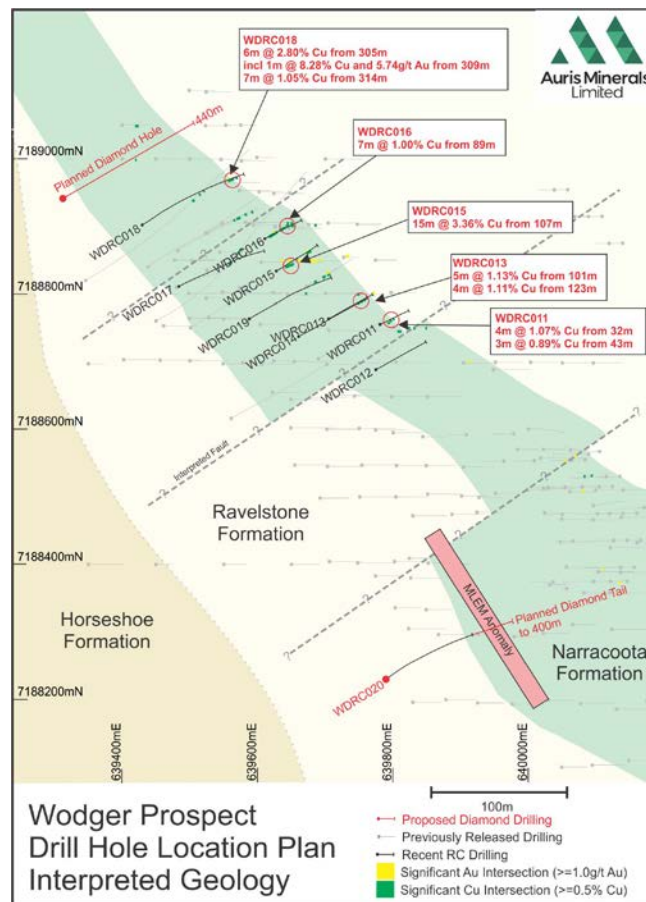 Auris Minerals
Limited
WDRC018
6m @ 2.80% Cu from 305m
incl 1m @ 8.28% Cu and 5.74g/t Au from 309m
7m @ 1.05% Cu from 314m
WDRC016
7m @ 1.00% Cu from 89m
WDRC015
15m @ 3.36% Cu from 107m
WDRC013
5m @ 1.13% Cu from 101m
4m @ 1.11% Cu from 123m
WDRC011
4m @ 1.07% Cu from 32m
3m @ 0.89% Cu from 43m
7189000mN
7188800mN
7188600mN
7188400mN
7188200mN
Planned Diamond Hole
440m
WDRC018
WDRC016
WDRC017
WDRC015
WDRC019
WDRC013
WDRC014
WDRC011
WDRC012
? ? ?
? ? ?
? ? ?
Interpreted Fault
Ravelstone
Formation
Horseshoe
Formation
Narracoota
Formation
MLEM Anomaly
Planned Diamond Tail
to 400m
WDRC020
639400mE
639600mE
639800mE
640000mE
100m
Wodger Prospect
Drill Hole Location Plan
Interpreted Geology
Proposed Diamond Drilling
Previously Released Drilling
Recent RC Drilling
Significant Au Intersection (>=1.0g/t Au)
Significant Cu Intersection (>=0.5% Cu)